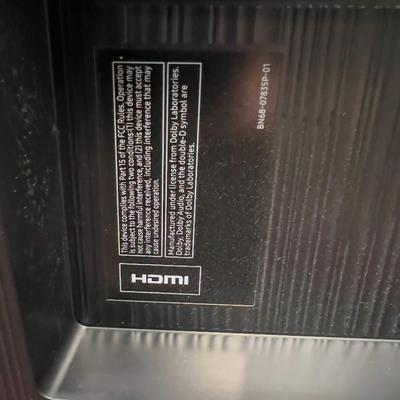 This device complies with Part 15 of the FCC Rules. Operation
is subject to the following two conditions:(1) this device may
not cause harmful interference, and (2) this device must accept
any interference received, including interference that may
cause undesired operation.
Manufactured under license from Dolby Laboratories.
Dolby, Dolby Audio, and the double-D symbol are
trademarks of Dolby Laboratories.
HDMI
BN68-07835P-01